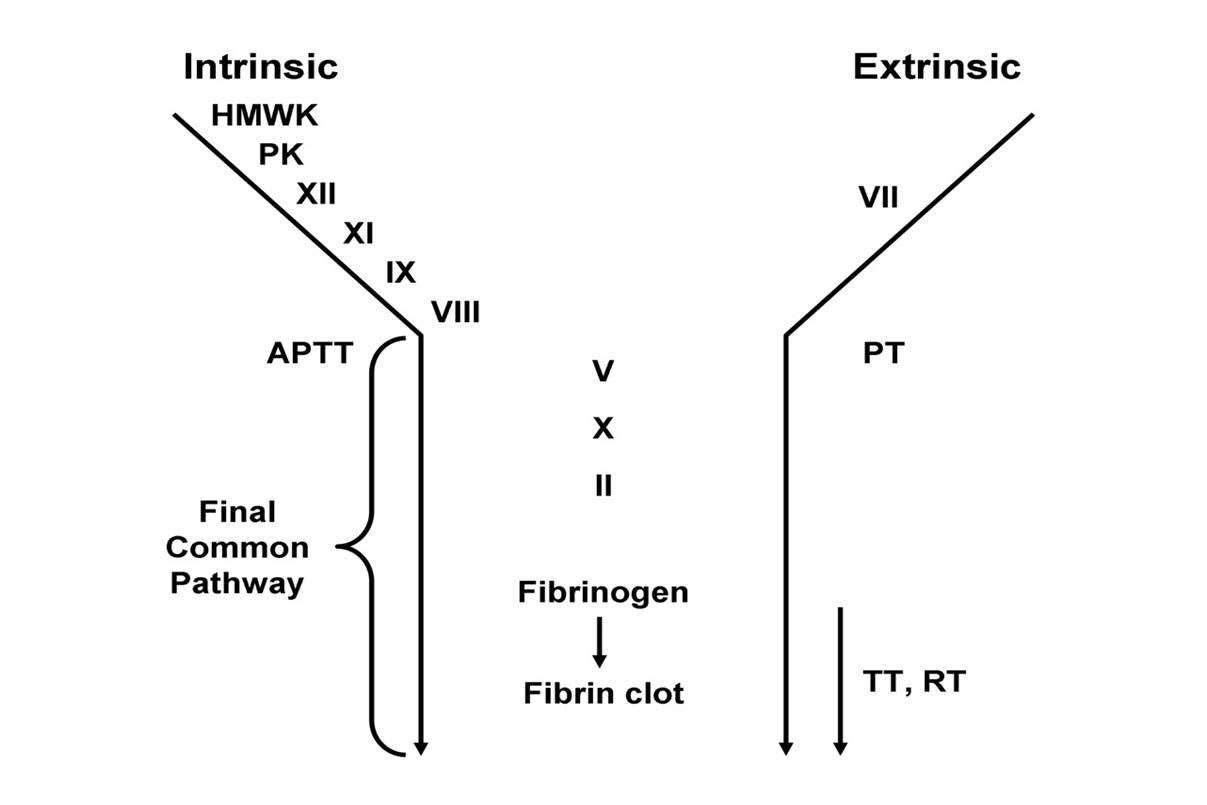 Intrinsic
Extrinsic
HMWK
PK
XII
XI
IX
VIII
VII
APTT
PT
V
X
II
Final
Common
Pathway
Fibrinogen
Fibrin clot
TT, RT